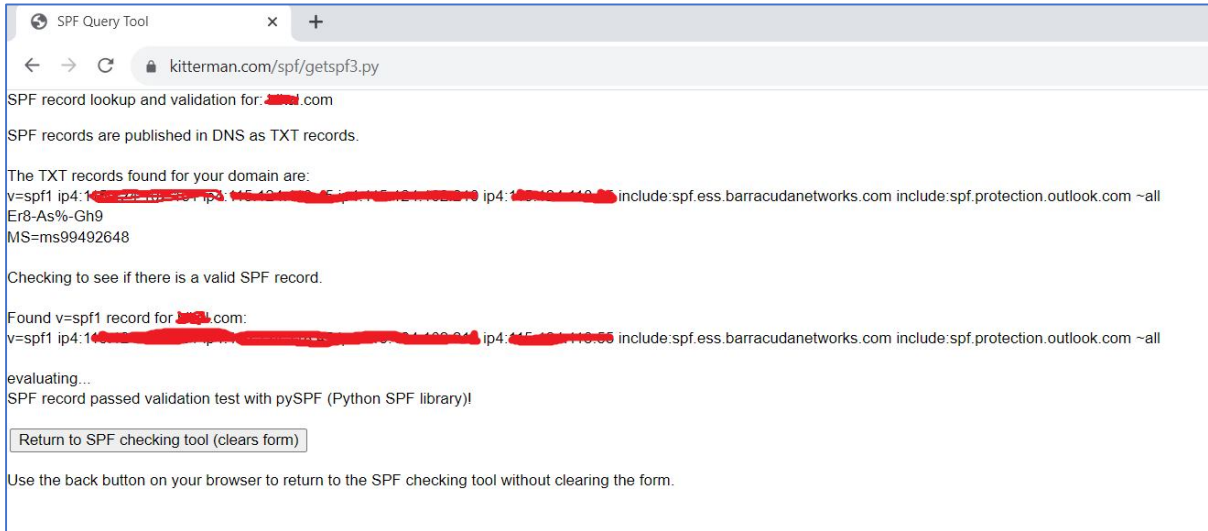 SPF Query Tool
kitterman.com/spf/getspf3.py
SPF record lookup and validation for: .com
SPF records are published in DNS as TXT records.
The TXT records found for your domain are:
v=spf1 ip4: ip4: include:spf.ess.barracudanetworks.com include:spf.protection.outlook.com ~all
Er8-As%-Gh9
MS=ms99492648
Checking to see if there is a valid SPF record.
Found v=spf1 record for .com:
v=spf1 ip4: ip4: include:spf.ess.barracudanetworks.com include:spf.protection.outlook.com ~all
evaluating...
SPF record passed validation test with pySPF (Python SPF library)!
Return to SPF checking tool (clears form)
Use the back button on your browser to return to the SPF checking tool without clearing the form.